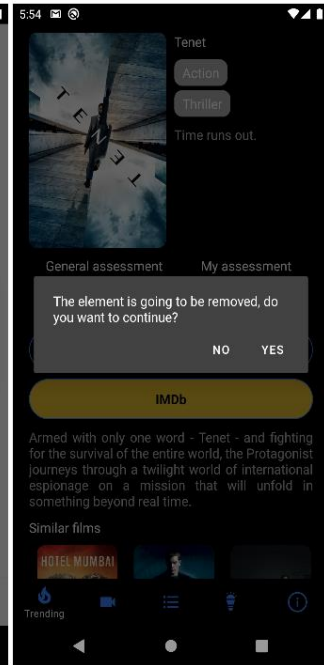 5:54
Tenet
TENET
Action
Thriller
Time runs out.
General assessment My assessment
The element is going to be removed, do
you want to continue?
NO YES
IMDb
Armed with only one word - Tenet - and fighting
for the survival of the entire world, the Protagonist
journeys through a twilight world of international
espionage on a mission that will unfold in
something beyond real time.
Similar films
HOTEL MUMBAI
Trending